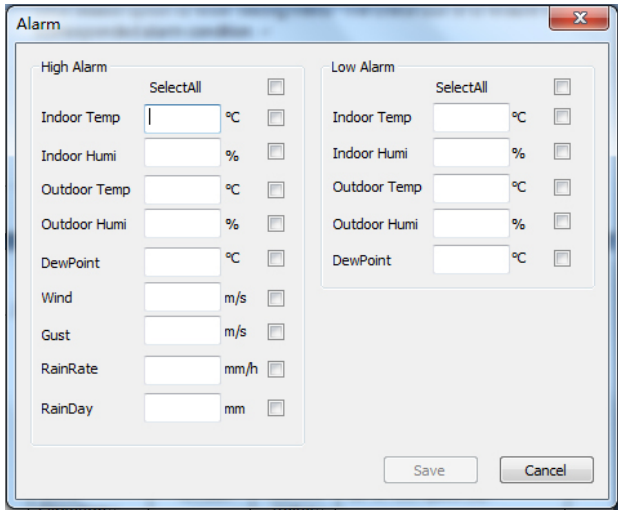 Alarm
High Alarm
SelectAll
Indoor Temp ℃
Indoor Humi %
Outdoor Temp ℃
Outdoor Humi %
DewPoint ℃
Wind m/s
Gust m/s
RainRate mm/h
RainDay mm
Low Alarm
SelectAll
Indoor Temp ℃
Indoor Humi %
Outdoor Temp ℃
Outdoor Humi %
DewPoint ℃
Save Cancel